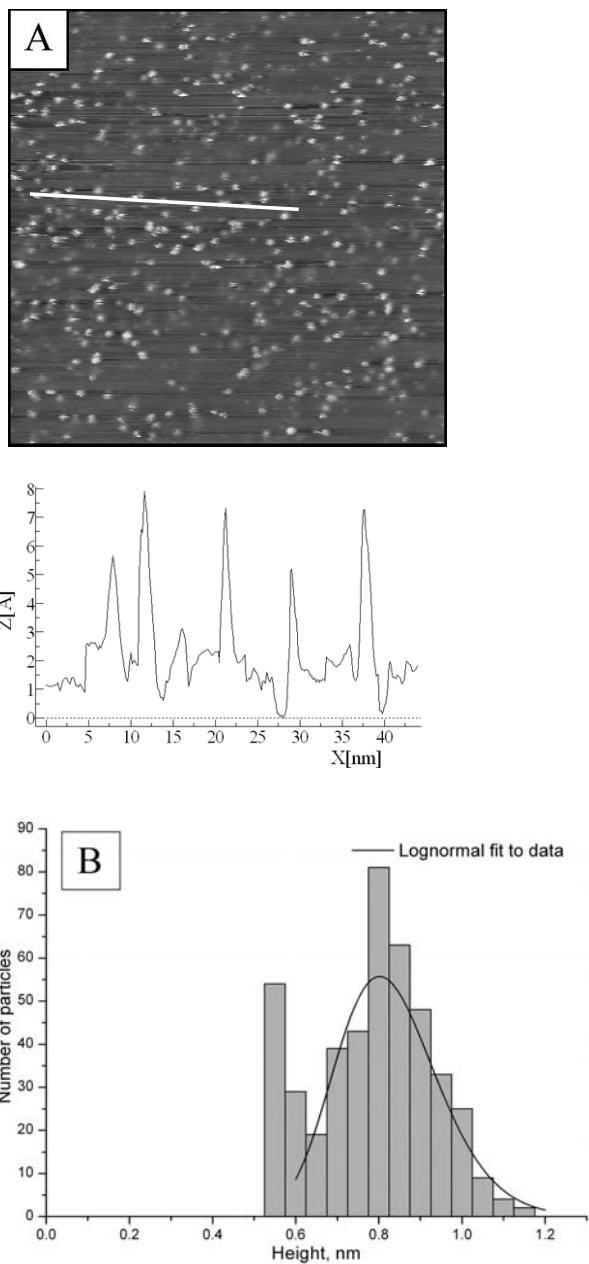 A
8
7
6
5
4
3
2
1
0
Z[A]
0 5 10 15 20 25 30 35 40
X[nm]
B
Lognormal fit to data
90
80
70
60
50
40
30
20
10
0
Number of particles
0.0 0.2 0.4 0.6 0.8 1.0 1.2
Height, nm